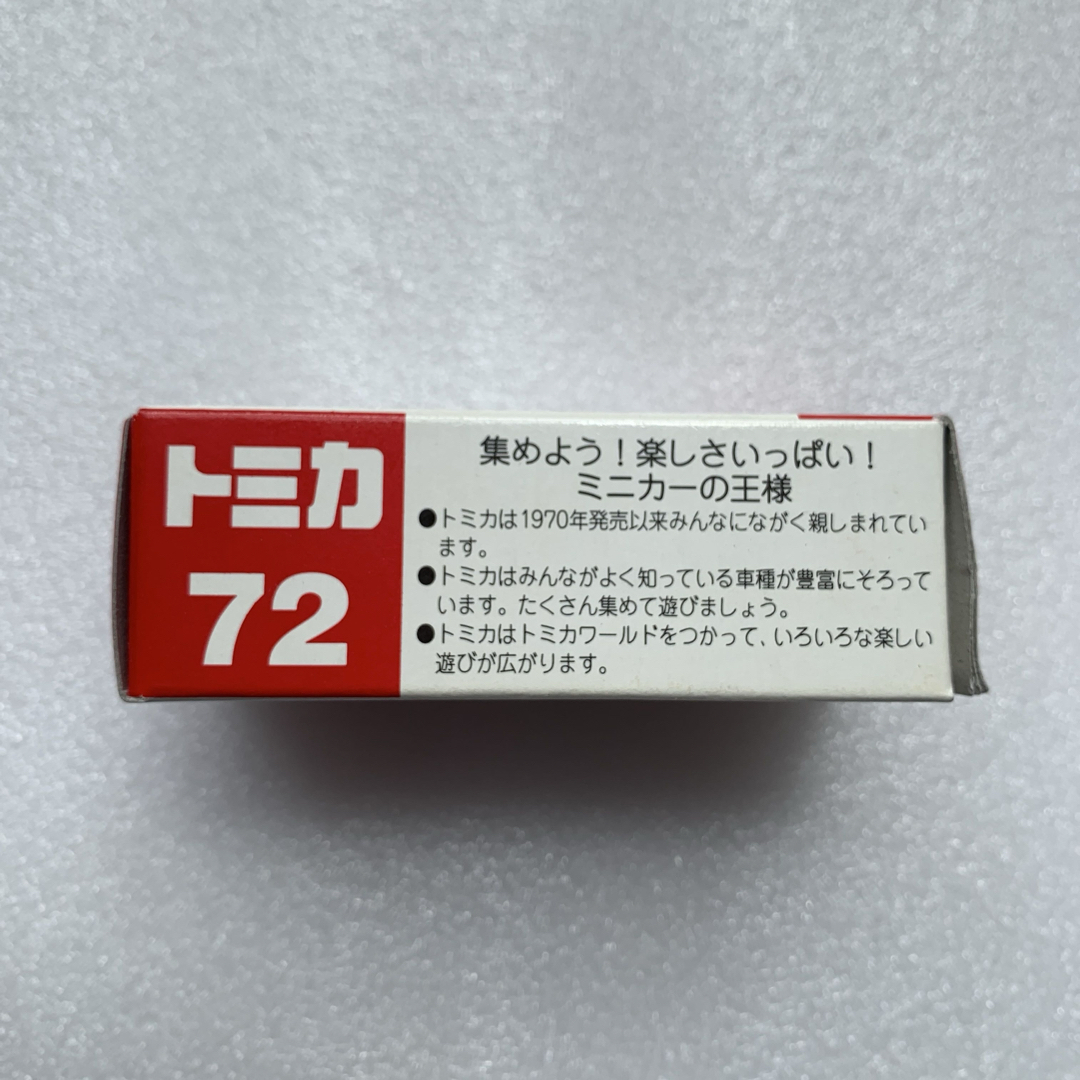 トミカ
72
集めよう！楽しさいっぱい！
ミニカーの王様
●トミカは1970年発売以来みんなにながく親しまれてい
ます。
●トミカはみんながよく知っている車種が豊富にそろって
います。たくさん集めて遊びましょう。
●トミカはトミカワールドをつかって、いろいろな楽しい
遊びが広がります。